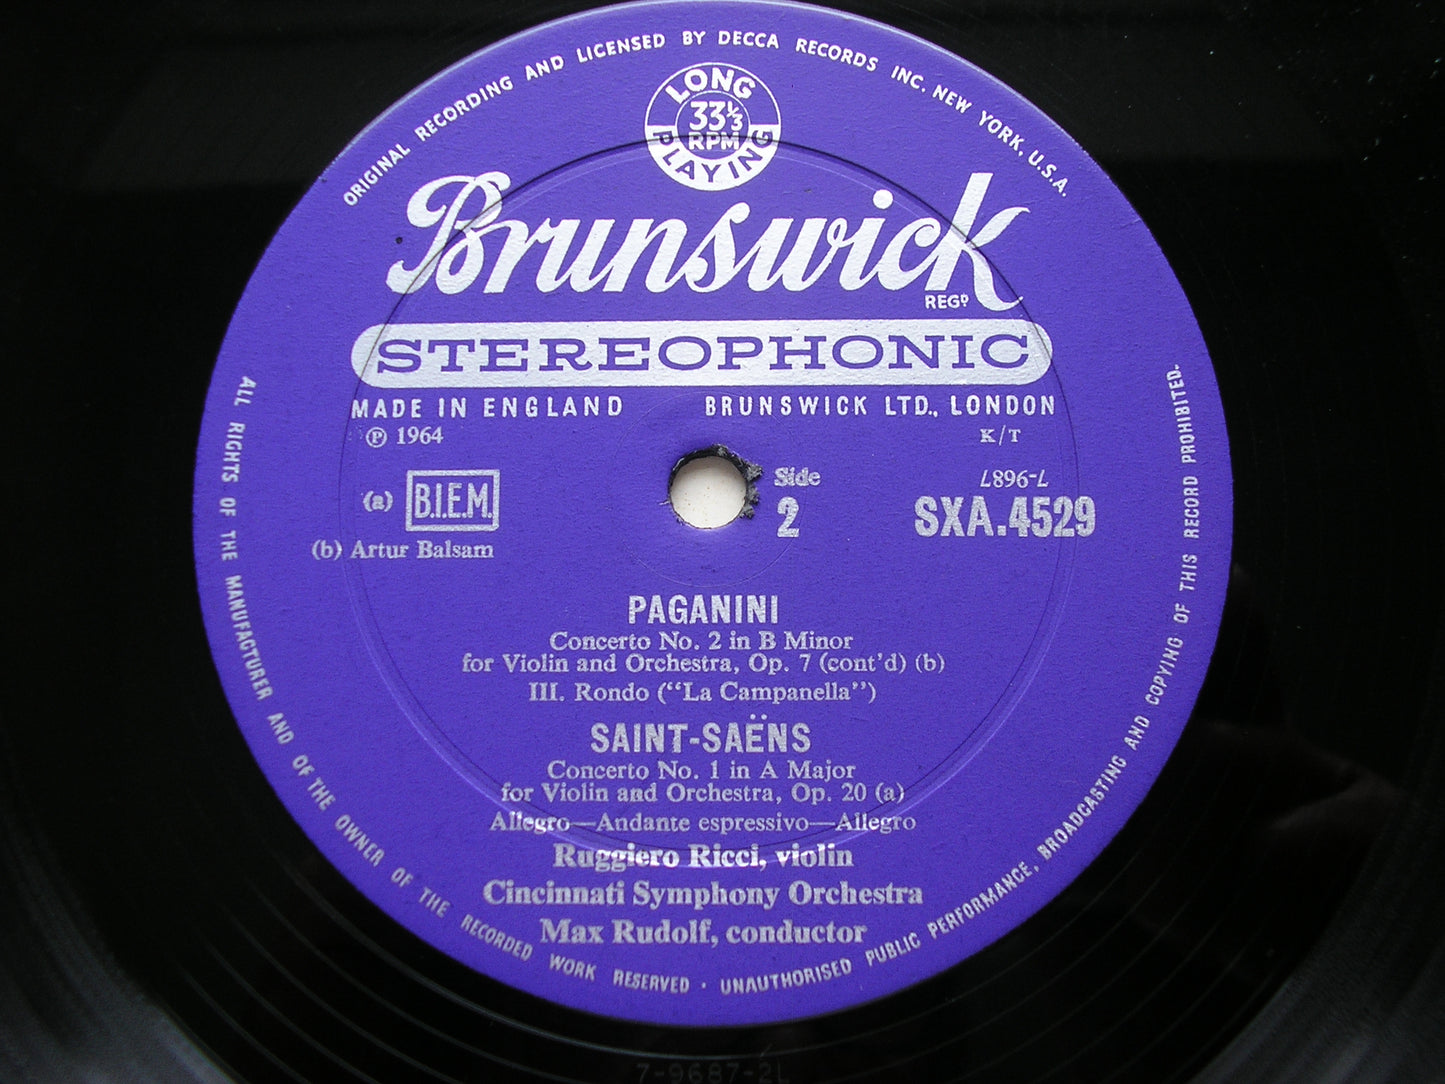 ORIGINAL RECORDING AND LICENSED BY DECCA RECORDS INC. NEW YORK, U.S.A.
LONG
33⅓
RPM
PLAYING
Brunswick
REGD
STEREOPHONIC
MADE IN ENGLAND BRUNSWICK LTD., LONDON
℗ 1964 K/T
7896-7
(a) B.I.E.M. Side 2 SXA.4529
(b) Artur Balsam
PAGANINI
Concerto No. 2 in B Minor
for Violin and Orchestra, Op. 7 (cont'd) (b)
III. Rondo ("La Campanella")
SAINT-SAËNS
Concerto No. 1 in A Major
for Violin and Orchestra, Op. 20 (a)
Allegro—Andante espressivo—Allegro
Ruggiero Ricci, violin
Cincinnati Symphony Orchestra
Max Rudolf, conductor
ALL RIGHTS OF THE MANUFACTURER AND OF THE OWNER OF THE RECORDED WORK RESERVED · UNAUTHORISED PUBLIC PERFORMANCE, BROADCASTING AND COPYING OF THIS RECORD PROHIBITED.
7-9687-2L